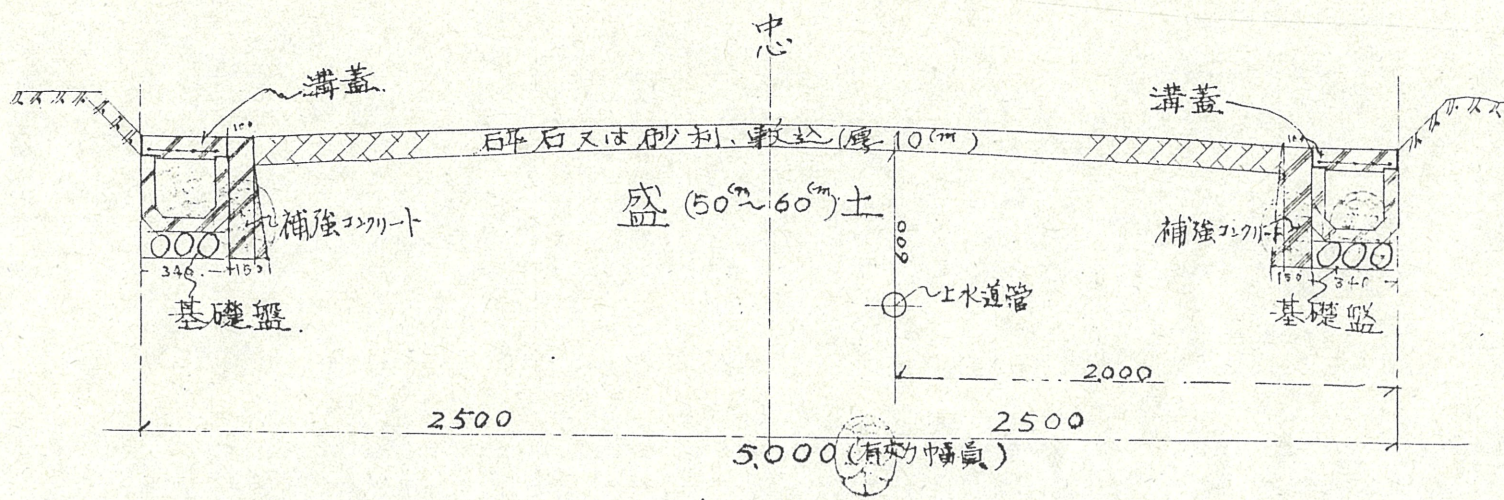 中心
溝蓋
溝蓋
100
100
砕石又は砂利、敷込(厚10cm)
盛(50cm~60cm)土
補強コンクリート
補強コンクリート
600
340
150
150
340
上水道管
基礎盤
基礎盤
2000
2500
2500
5.000(有効幅員)